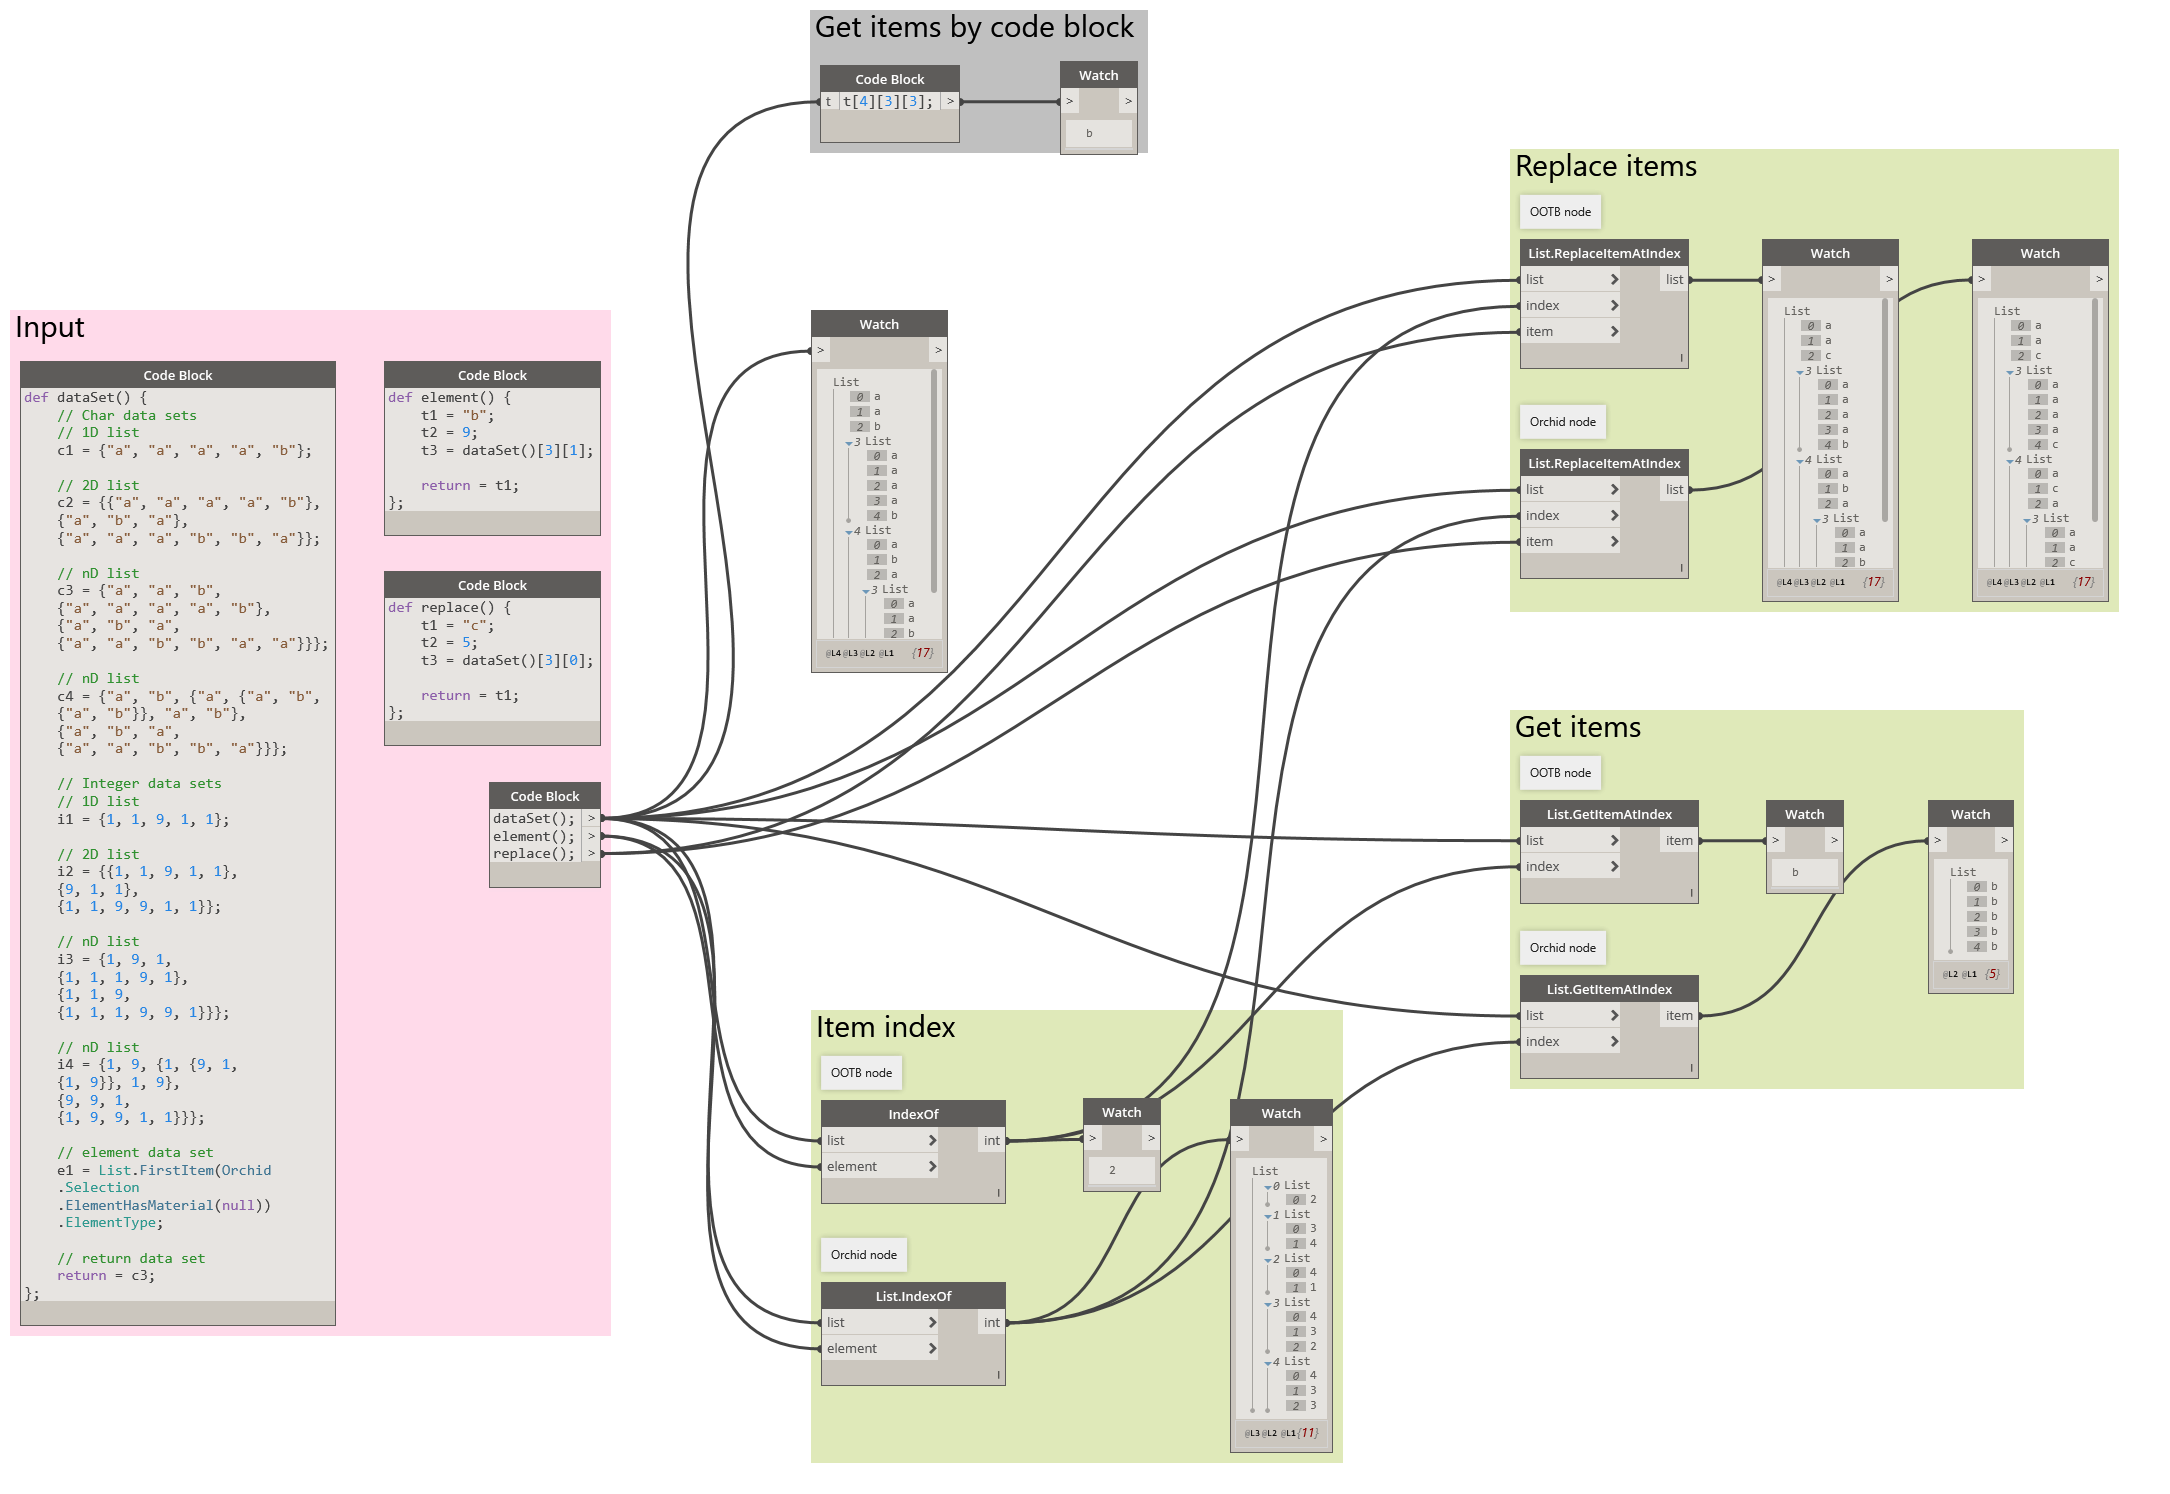 Get items by code block
Code Block
t
t[4][3][3];
>
Watch
>
>
b
Input
Code Block
def dataSet() {
// Char data sets
// 1D list
c1 = {"a", "a", "a", "a", "b"};
// 2D list
c2 = {{"a", "a", "a", "a", "b"},
{"a", "b", "a"},
{"a", "a", "a", "b", "b", "a"}};
// nD list
c3 = {"a", "a", "b",
{"a", "a", "a", "a", "b"},
{"a", "b", "a",
{"a", "a", "b", "b", "a", "a"}}};
// nD list
c4 = {"a", "b", {"a", {"a", "b",
{"a", "b"}}, "a", "b"},
{"a", "b", "a",
{"a", "a", "b", "b", "a"}}};
// Integer data sets
// 1D list
i1 = {1, 1, 9, 1, 1};
// 2D list
i2 = {{1, 1, 9, 1, 1},
{9, 1, 1},
{1, 1, 9, 9, 1, 1}};
// nD list
i3 = {1, 9, 1,
{1, 1, 1, 9, 1},
{1, 1, 9,
{1, 1, 1, 9, 9, 1}}};
// nD list
i4 = {1, 9, {1, {9, 1,
{1, 9}}, 1, 9},
{9, 9, 1,
{1, 9, 9, 1, 1}}};
// element data set
e1 = List.FirstItem(Orchid
.Selection
.ElementHasMaterial(null))
.ElementType;
// return data set
return = c3;
};
Code Block
def element() {
t1 = "b";
t2 = 9;
t3 = dataSet()[3][1];
return = t1;
};
Code Block
def replace() {
t1 = "c";
t2 = 5;
t3 = dataSet()[3][0];
return = t1;
};
Code Block
dataSet(); >
element(); >
replace(); >
Watch
>
>
List
0 a
1 a
2 b
3 List
0 a
1 a
2 a
3 a
4 b
4 List
0 a
1 b
2 a
3 List
0 a
1 a
2 b
@L4 @L3 @L2 @L1 {17}
Item index
OOTB node
IndexOf
list > int
element >
l
Watch
>
>
2
Orchid node
List.IndexOf
list > int
element >
l
Watch
>
>
List
0 List
0 2
1 List
0 3
1 4
2 List
0 4
1 1
3 List
0 4
1 3
2 2
4 List
0 4
1 3
2 3
@L3 @L2 @L1 {11}
Replace items
OOTB node
List.ReplaceItemAtIndex
list > list
index >
item >
l
Orchid node
List.ReplaceItemAtIndex
list > list
index >
item >
l
Watch
>
>
List
0 a
1 a
2 c
3 List
0 a
1 a
2 a
3 a
4 b
4 List
0 a
1 b
2 a
3 List
0 a
1 a
2 b
@L4 @L3 @L2 @L1 {17}
Watch
>
>
List
0 a
1 a
2 c
3 List
0 a
1 a
2 a
3 a
4 c
4 List
0 a
1 c
2 a
3 List
0 a
1 a
2 c
@L4 @L3 @L2 @L1 {17}
Get items
OOTB node
List.GetItemAtIndex
list > item
index >
l
Watch
>
>
b
Orchid node
List.GetItemAtIndex
list > item
index >
l
Watch
>
>
List
0 b
1 b
2 b
3 b
4 b
@L2 @L1 {5}